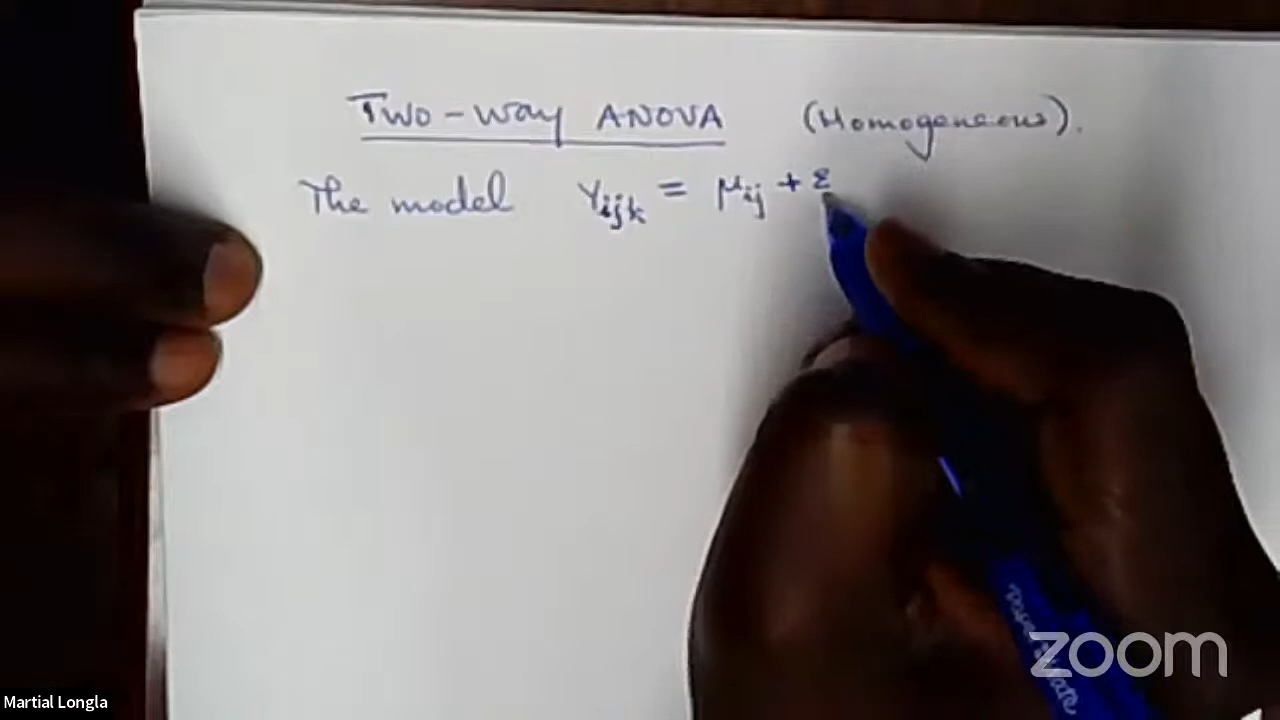 Two-way ANOVA (Homogeneous).
The model Yijk = μij + ε
zoom
Martial Longla